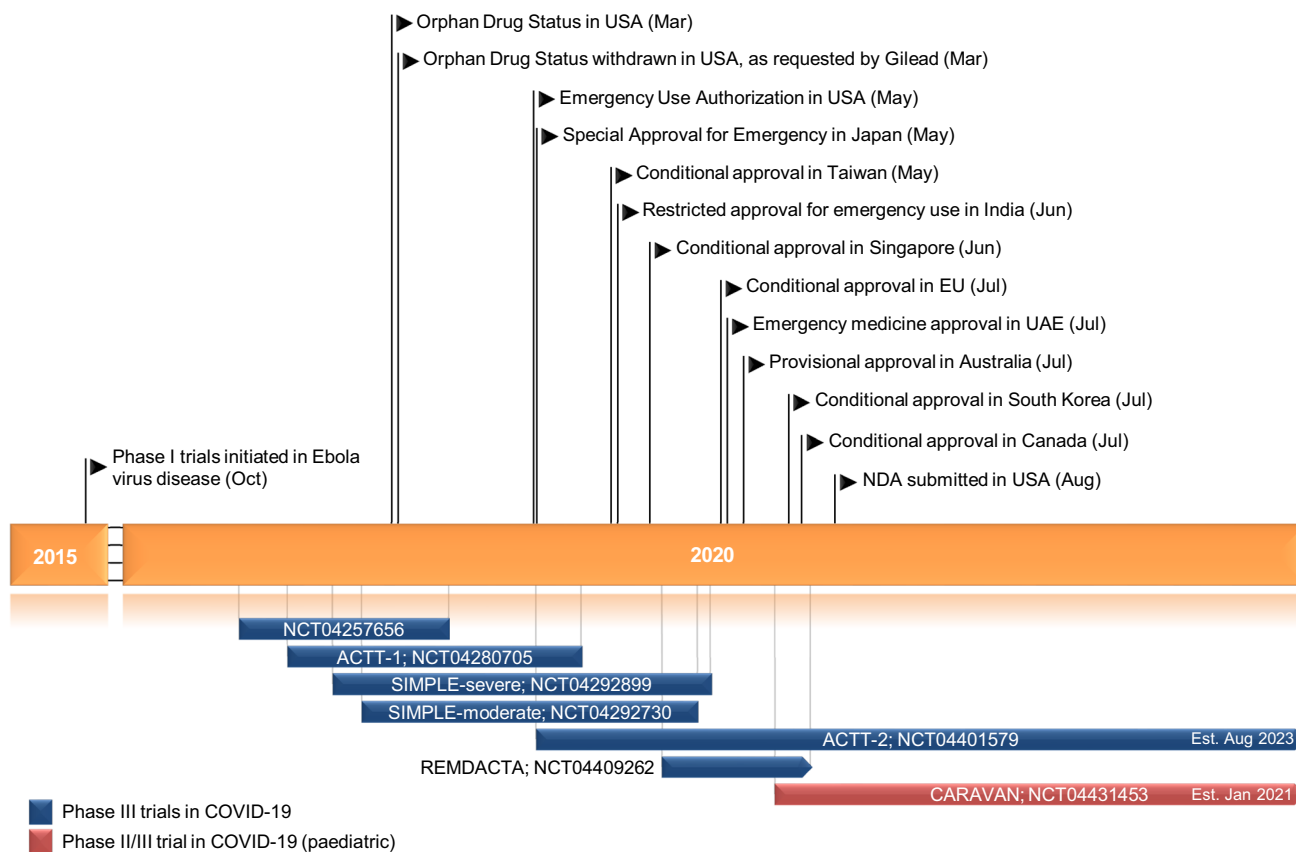 Orphan Drug Status in USA (Mar)
Orphan Drug Status withdrawn in USA, as requested by Gilead (Mar)
Emergency Use Authorization in USA (May)
Special Approval for Emergency in Japan (May)
Conditional approval in Taiwan (May)
Restricted approval for emergency use in India (Jun)
Conditional approval in Singapore (Jun)
Conditional approval in EU (Jul)
Emergency medicine approval in UAE (Jul)
Provisional approval in Australia (Jul)
Conditional approval in South Korea (Jul)
Conditional approval in Canada (Jul)
Phase I trials initiated in Ebola
virus disease (Oct)
NDA submitted in USA (Aug)
2015
2020
NCT04257656
ACTT-1; NCT04280705
SIMPLE-severe; NCT04292899
SIMPLE-moderate; NCT04292730
ACTT-2; NCT04401579
Est. Aug 2023
REMDACTA; NCT04409262
CARAVAN; NCT04431453
Est. Jan 2021
Phase III trials in COVID-19
Phase II/III trial in COVID-19 (paediatric)